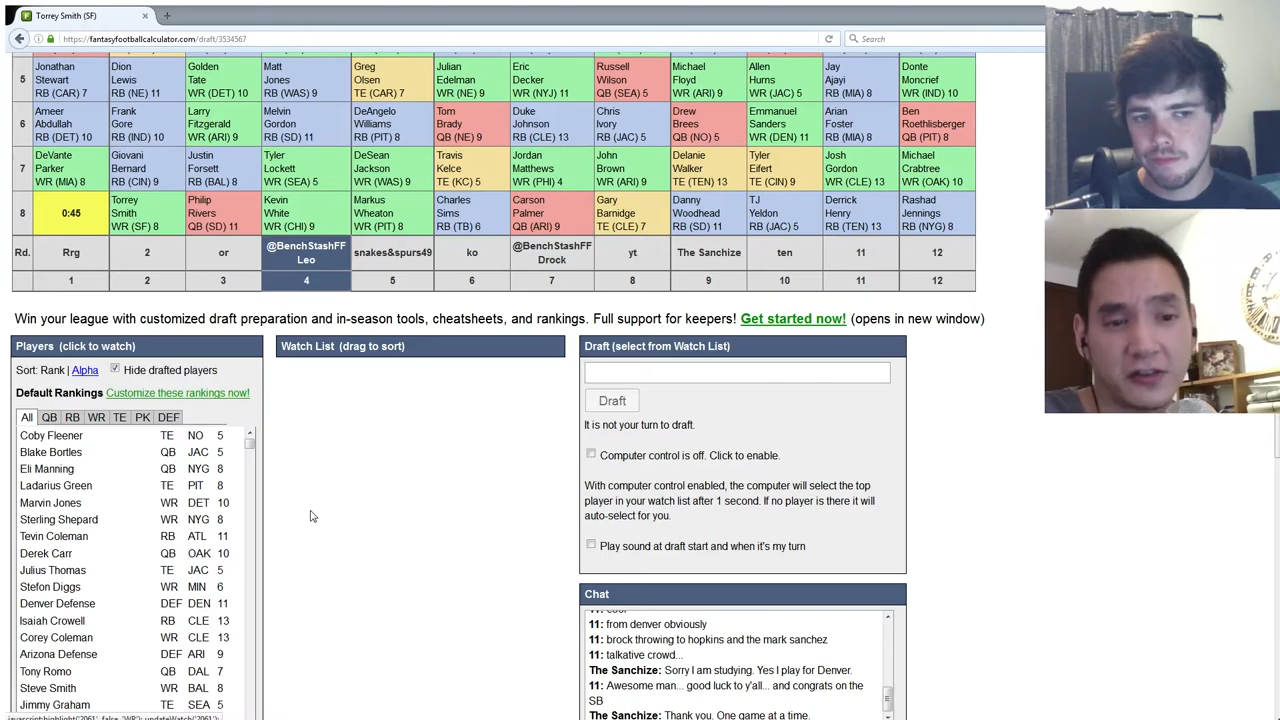 Torrey Smith (SF)
https://fantasyfootballcalculator.com/draft/3534567
Search
5 Jonathan Stewart RB (CAR) 7 Dion Lewis RB (NE) 11 Golden Tate WR (DET) 10 Matt Jones RB (WAS) 9 Greg Olsen TE (CAR) 7 Julian Edelman WR (NE) 9 Eric Decker WR (NYJ) 11 Russell Wilson QB (SEA) 5 Michael Floyd WR (ARI) 9 Allen Hurns WR (JAC) 5 Jay Ajayi RB (MIA) 8 Donte Moncrief WR (IND) 10
6 Ameer Abdullah RB (DET) 10 Frank Gore RB (IND) 10 Larry Fitzgerald WR (ARI) 9 Melvin Gordon RB (SD) 11 DeAngelo Williams RB (PIT) 8 Tom Brady QB (NE) 9 Duke Johnson RB (CLE) 13 Chris Ivory RB (JAC) 5 Drew Brees QB (NO) 5 Emmanuel Sanders WR (DEN) 11 Arian Foster RB (MIA) 8 Ben Roethlisberger QB (PIT) 8
7 DeVante Parker WR (MIA) 8 Giovani Bernard RB (CIN) 9 Justin Forsett RB (BAL) 8 Tyler Lockett WR (SEA) 5 DeSean Jackson WR (WAS) 9 Travis Kelce TE (KC) 5 Jordan Matthews WR (PHI) 4 John Brown WR (ARI) 9 Delanie Walker TE (TEN) 13 Tyler Eifert TE (CIN) 9 Josh Gordon WR (CLE) 13 Michael Crabtree WR (OAK) 10
8 0:45 Torrey Smith WR (SF) 8 Philip Rivers QB (SD) 11 Kevin White WR (CHI) 9 Markus Wheaton WR (PIT) 8 Charles Sims RB (TB) 6 Carson Palmer QB (ARI) 9 Gary Barnidge TE (CLE) 7 Danny Woodhead RB (SD) 11 TJ Yeldon RB (JAC) 5 Derrick Henry RB (TEN) 13 Rashad Jennings RB (NYG) 8
Rd. Rrg 2 or @BenchStashFF Leo snakes&spurs49 ko @BenchStashFF Drock yt The Sanchize ten 11 12
1 2 3 4 5 6 7 8 9 10 11 12
Win your league with customized draft preparation and in-season tools, cheatsheets, and rankings. Full support for keepers! Get started now! (opens in new window)
Players (click to watch)
Sort: Rank | Alpha Hide drafted players
Default Rankings Customize these rankings now!
All QB RB WR TE PK DEF
Coby Fleener TE NO 5
Blake Bortles QB JAC 5
Eli Manning QB NYG 8
Ladarius Green TE PIT 8
Marvin Jones WR DET 10
Sterling Shepard WR NYG 8
Tevin Coleman RB ATL 11
Derek Carr QB OAK 10
Julius Thomas TE JAC 5
Stefon Diggs WR MIN 6
Denver Defense DEF DEN 11
Isaiah Crowell RB CLE 13
Corey Coleman WR CLE 13
Arizona Defense DEF ARI 9
Tony Romo QB DAL 7
Steve Smith WR BAL 8
Jimmy Graham TE SEA 5
javascript:highlight('2061', false, 'WR'); updateWatch('2061');
Watch List (drag to sort)
Draft (select from Watch List)
Draft
It is not your turn to draft.
Computer control is off. Click to enable.
With computer control enabled, the computer will select the top
player in your watch list after 1 second. If no player is there it will
auto-select for you.
Play sound at draft start and when it's my turn
Chat
11: cool
11: from denver obviously
11: brock throwing to hopkins and the mark sanchez
11: talkative crowd...
The Sanchize: Sorry I am studying. Yes I play for Denver.
11: Awesome man... good luck to y'all... and congrats on the
SB
The Sanchize: Thank you. One game at a time.